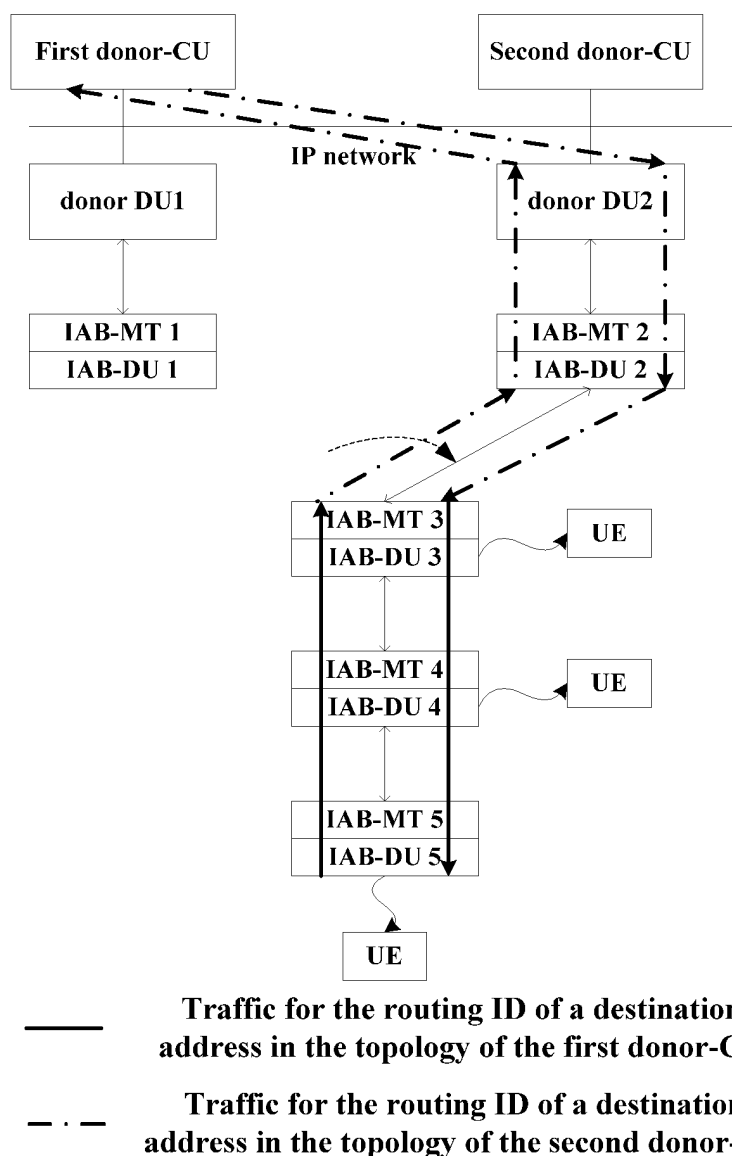 First donor-CU
Second donor-CU
IP network
donor DU1
donor DU2
IAB-MT 1
IAB-DU 1
IAB-MT 2
IAB-DU 2
IAB-MT 3
IAB-DU 3
UE
IAB-MT 4
IAB-DU 4
UE
IAB-MT 5
IAB-DU 5
UE
Traffic for the routing ID of a destination
address in the topology of the first donor-C
Traffic for the routing ID of a destination
address in the topology of the second donor-